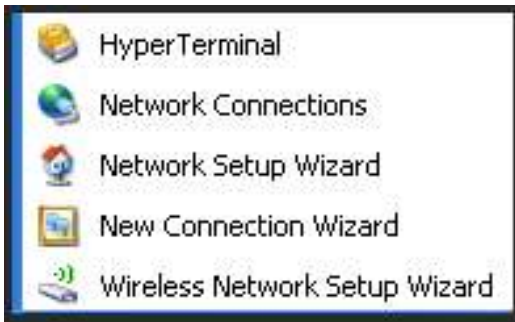 HyperTerminal
Network Connections
Network Setup Wizard
New Connection Wizard
Wireless Network Setup Wizard